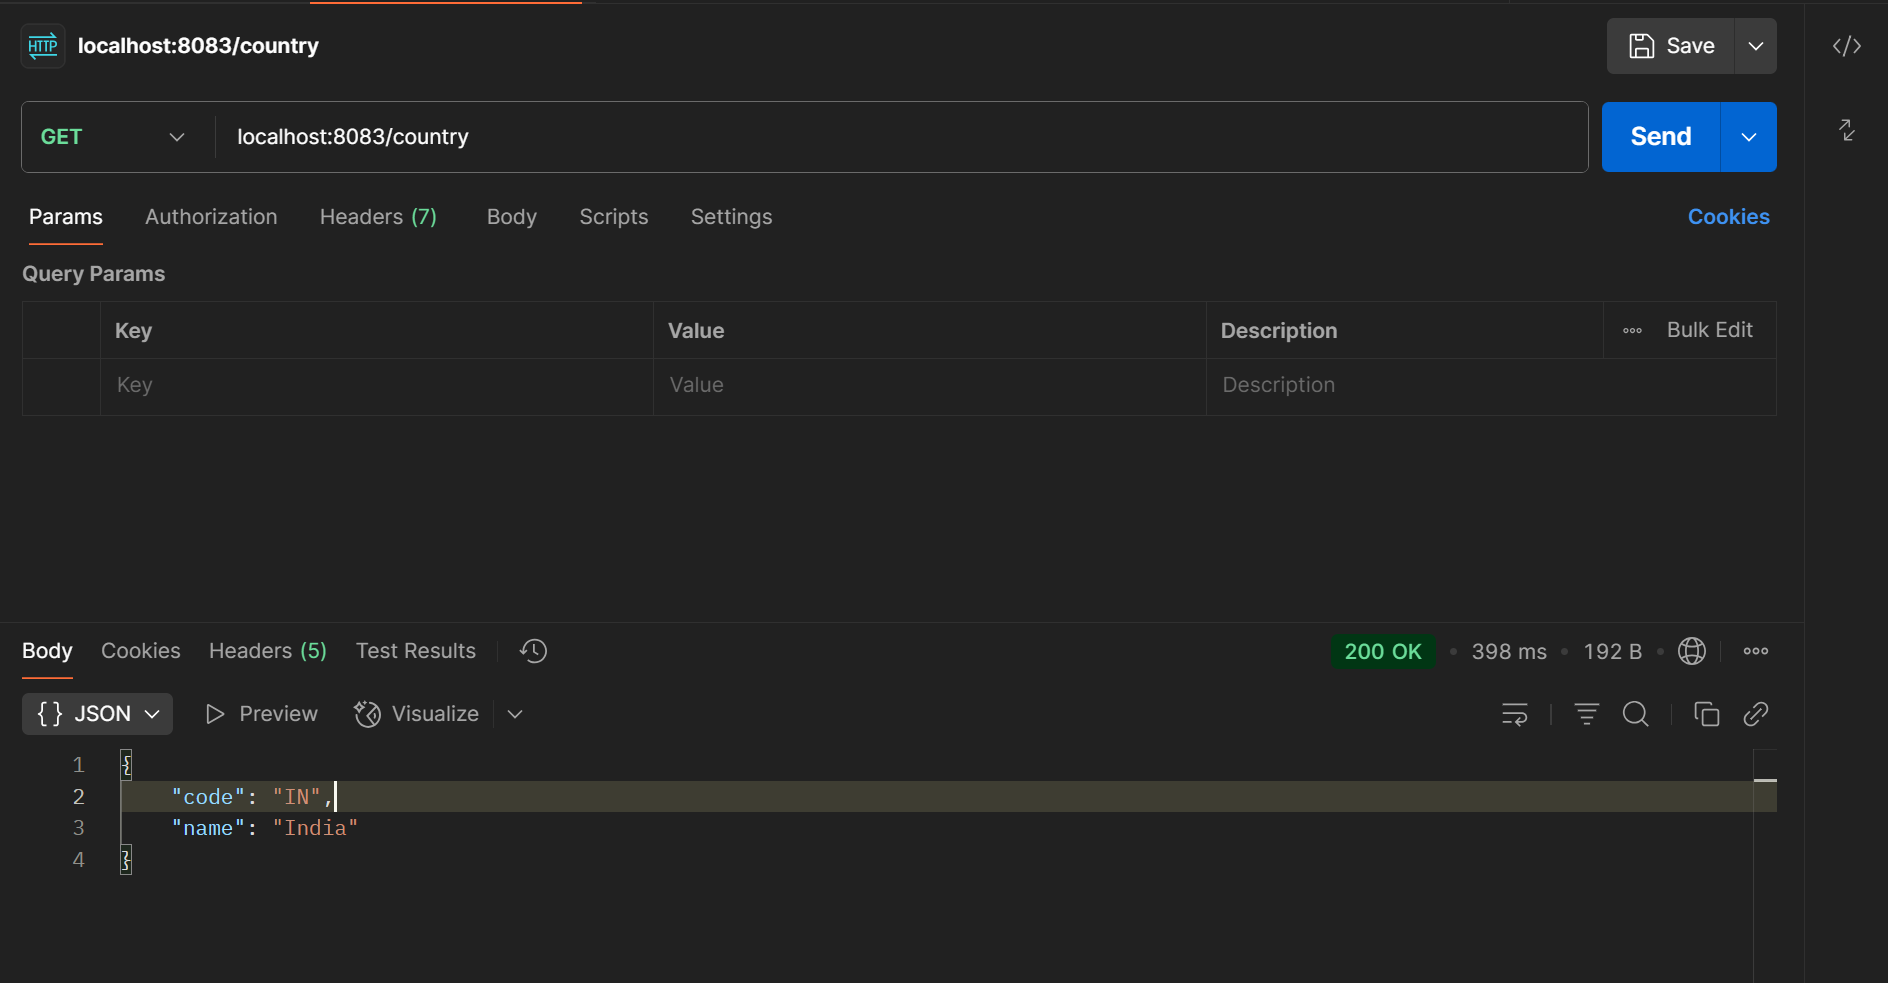 HTTP localhost:8083/country Save
GET localhost:8083/country Send
Params Authorization Headers (7) Body Scripts Settings Cookies
Query Params
Key Value Description Bulk Edit
Key Value Description
Body Cookies Headers (5) Test Results 200 OK • 398 ms • 192 B •
{} JSON Preview Visualize
1 {
2 "code": "IN",
3 "name": "India"
4 }